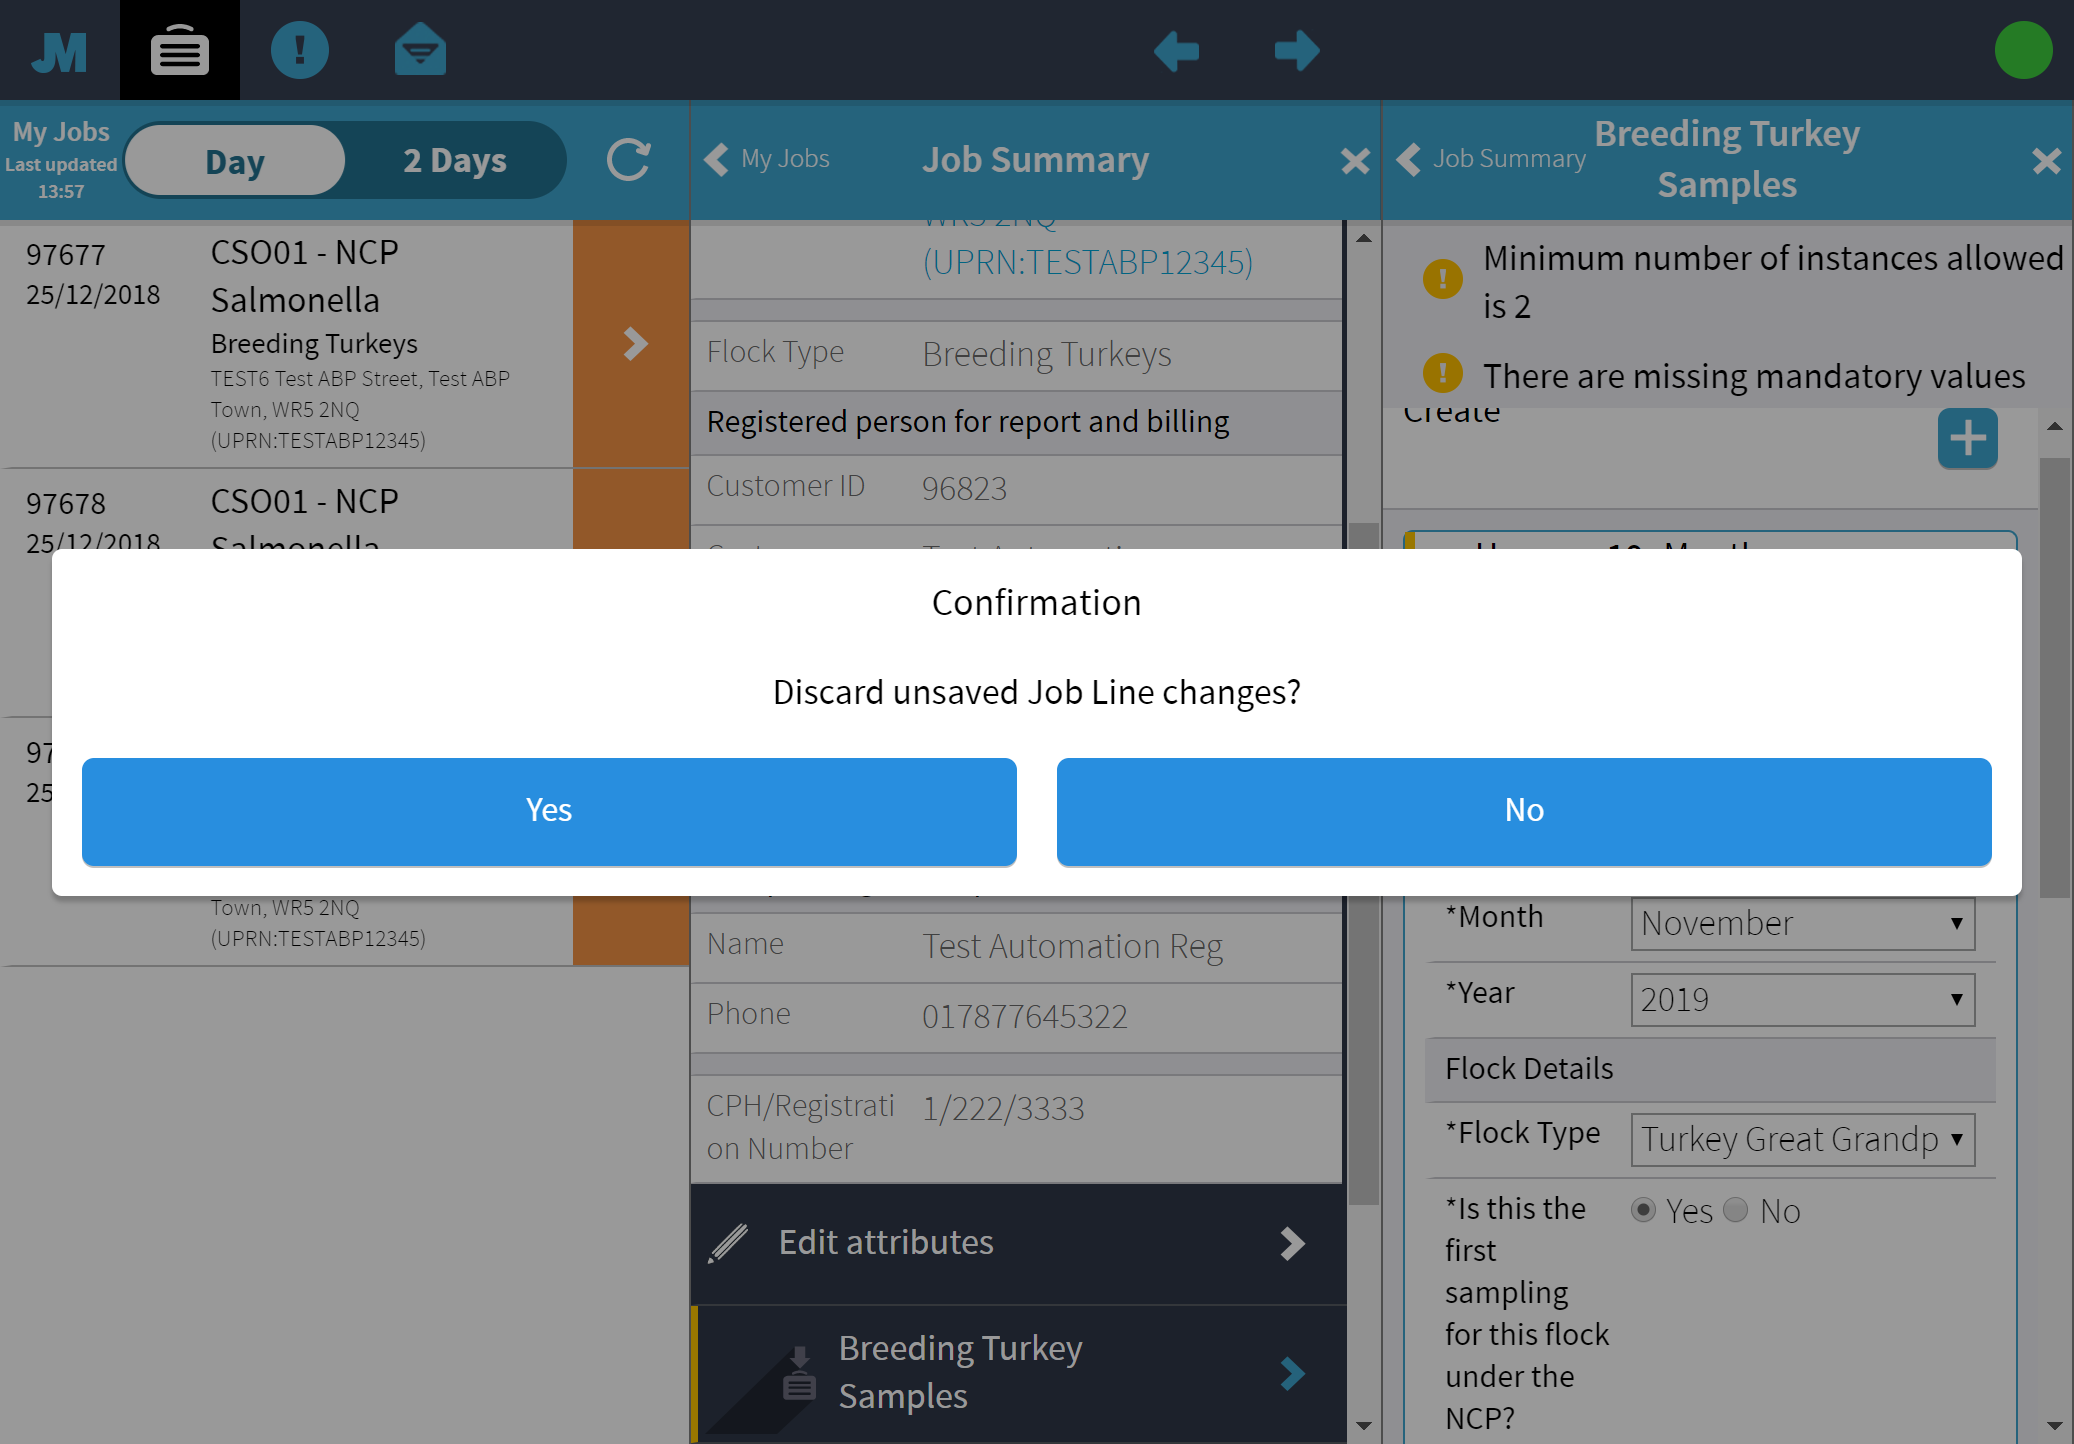 JM
My Jobs
Last updated
13:57
Day
2 Days
My Jobs
Job Summary
Job Summary
Breeding Turkey
Samples
97677
25/12/2018
CSO01 - NCP
Salmonella
Breeding Turkeys
TEST6 Test ABP Street, Test ABP
Town, WR5 2NQ
(UPRN:TESTABP12345)
97678
25/12/2018
CSO01 - NCP
Salmonella
97
25
Town, WR5 2NQ
(UPRN:TESTABP12345)
WR5 2NQ
(UPRN:TESTABP12345)
Flock Type
Breeding Turkeys
Registered person for report and billing
Customer ID
96823
Name
Test Automation Reg
Phone
017877645322
CPH/Registrati
on Number
1/222/3333
Edit attributes
Breeding Turkey
Samples
Minimum number of instances allowed
is 2
There are missing mandatory values
Create
Confirmation
Discard unsaved Job Line changes?
Yes
No
*Month
November
*Year
2019
Flock Details
*Flock Type
Turkey Great Grandp
*Is this the
first
sampling
for this flock
under the
NCP?
Yes
No